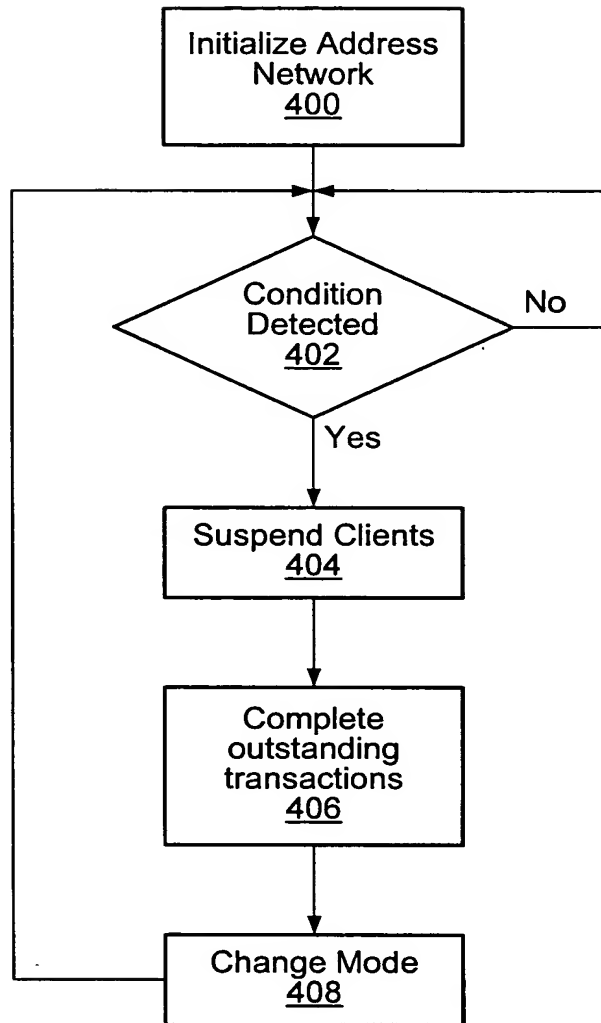 Initialize Address
Network
400
Condition
Detected
402
No
Yes
Suspend Clients
404
Complete
outstanding
transactions
406
Change Mode
408